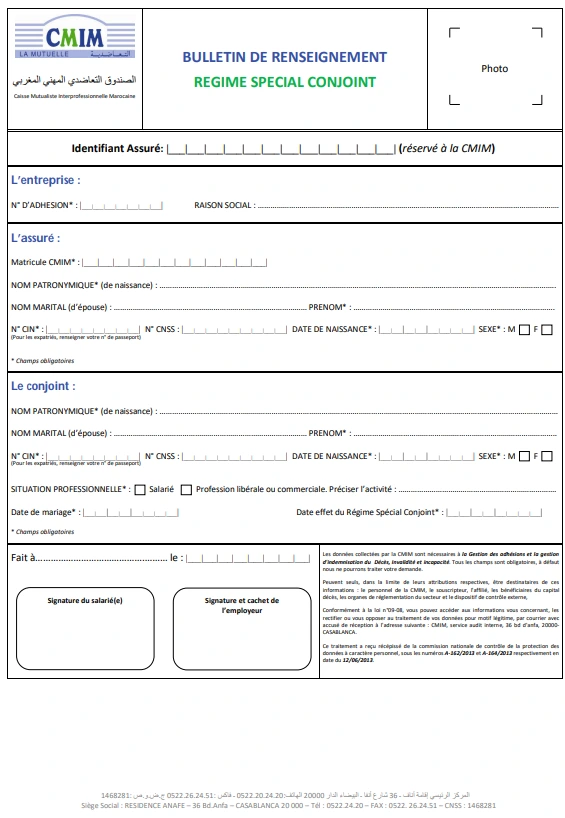 CMIM
LA MUTUELLE التعـاضديـة
الصندوق التعاضدي المهني المغربي
Caisse Mutualiste Interprofessionnelle Marocaine
BULLETIN DE RENSEIGNEMENT
REGIME SPECIAL CONJOINT
Photo
Identifiant Assuré: |__|__|__|__|__|__|__|__|__|__|__|__| (réservé à la CMIM)
L'entreprise :
N° D'ADHESION* : |__|__|__|__|__|__| RAISON SOCIAL : ..........
L'assuré :
Matricule CMIM* : |__|__|__|__|__|__|__|__|__|__|__|__|
NOM PATRONYMIQUE* (de naissance) : ..........
NOM MARITAL (d'épouse) : .......... PRENOM* : ..........
N° CIN* : |__|__|__|__|__|__|__|__| N° CNSS : |__|__|__|__|__|__|__|__|__| DATE DE NAISSANCE* : |__|__|__|__|__|__|__|__| SEXE* : M F
(Pour les expatriés, renseigner votre n° de passeport)
* Champs obligatoires
Le conjoint :
NOM PATRONYMIQUE* (de naissance) : ..........
NOM MARITAL (d'épouse) : .......... PRENOM* : ..........
N° CIN* : |__|__|__|__|__|__|__|__| N° CNSS : |__|__|__|__|__|__|__|__|__| DATE DE NAISSANCE* : |__|__|__|__|__|__|__|__| SEXE* : M F
(Pour les expatriés, renseigner votre n° de passeport)
SITUATION PROFESSIONNELLE* : Salarié Profession libérale ou commerciale. Préciser l'activité : ..........
Date de mariage* : |__|__|__|__|__|__|__|__| Date effet du Régime Spécial Conjoint* : |__|__|__|__|__|__|__|__|
* Champs obligatoires
Fait à.......... le : |__|__|__|__|__|__|__|__|
Signature du salarié(e)
Signature et cachet de
l'employeur
Les données collectées par la CMIM sont nécessaires à la Gestion des adhésions et la gestion
d'indemnisation du Décès, Invalidité et incapacité. Tous les champs sont obligatoires, à défaut
nous ne pourrons traiter votre demande.
Peuvent seuls, dans la limite de leurs attributions respectives, être destinataires de ces
informations : le personnel de la CMIM, le souscripteur, l'affilié, les bénéficiaires du capital
décès, les organes de réglementation du secteur et le dispositif de contrôle externe,
Conformément à la loi n°09-08, vous pouvez accéder aux informations vous concernant, les
rectifier ou vous opposer au traitement de vos données pour motif légitime, par courrier avec
accusé de réception à l'adresse suivante : CMIM, service audit interne, 36 bd d'anfa, 20000-
CASABLANCA.
Ce traitement a reçu récépissé de la commission nationale de contrôle de la protection des
données à caractère personnel, sous les numéros A-162/2013 et A-164/2013 respectivement en
date du 12/06/2013.
المركز الرئيسي إقامة أناف - 36 شارع أنفا - البيضاء الدار 20000 الهاتف:0522.20.24.20 - فاكس :0522.26.24.51 ج.ض.و.ص :1468281
Siège Social : RESIDENCE ANAFE – 36 Bd.Anfa – CASABLANCA 20 000 – Tél : 0522.24.20 – FAX : 0522. 26.24.51 – CNSS : 1468281